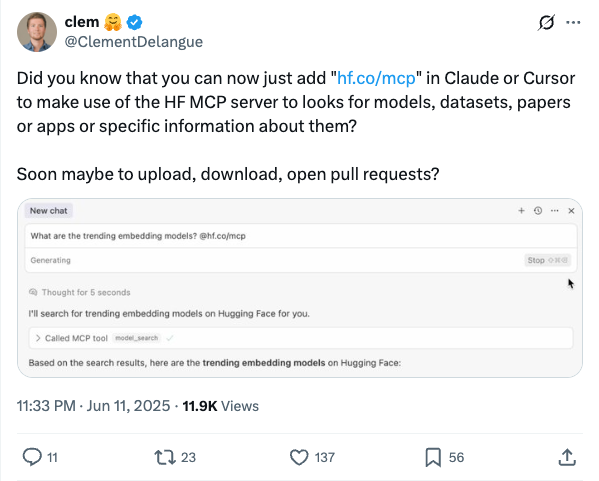 clem 🤗
@ClementDelangue
Did you know that you can now just add "hf.co/mcp" in Claude or Cursor
to make use of the HF MCP server to looks for models, datasets, papers
or apps or specific information about them?
Soon maybe to upload, download, open pull requests?
New chat
What are the trending embedding models? @hf.co/mcp
Generating
Stop
Thought for 5 seconds
I'll search for trending embedding models on Hugging Face for you.
Called MCP tool model_search
Based on the search results, here are the trending embedding models on Hugging Face:
11:33 PM · Jun 11, 2025 · 11.9K Views
11 23 137 56